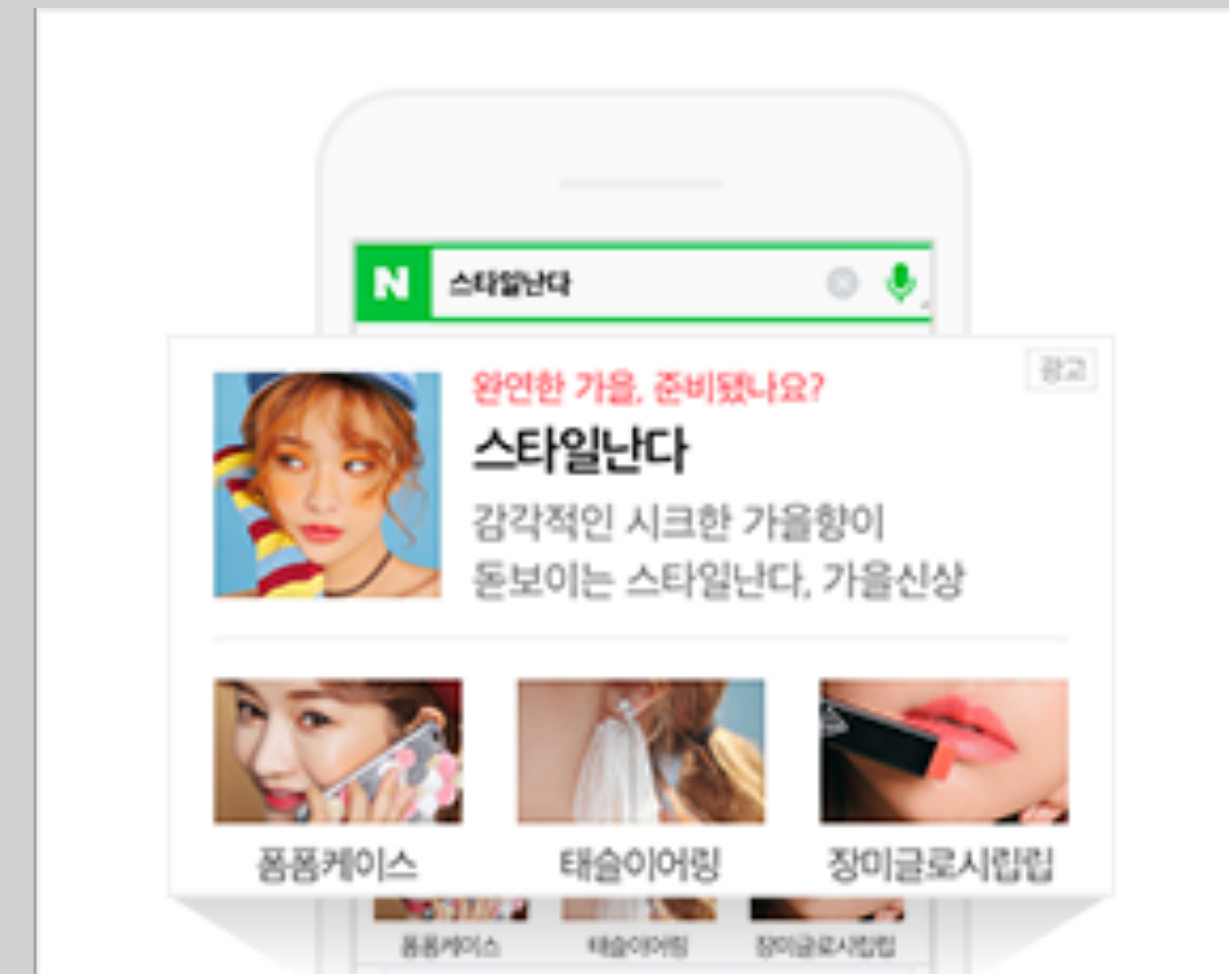 N 스타일난다
광고
완연한 가을, 준비됐나요?
스타일난다
감각적인 시크한 가을향이
돋보이는 스타일난다, 가을신상
폼폼케이스 태슬이어링 장미글로시립립
폼폼케이스 태슬이어링 장미글로시립립